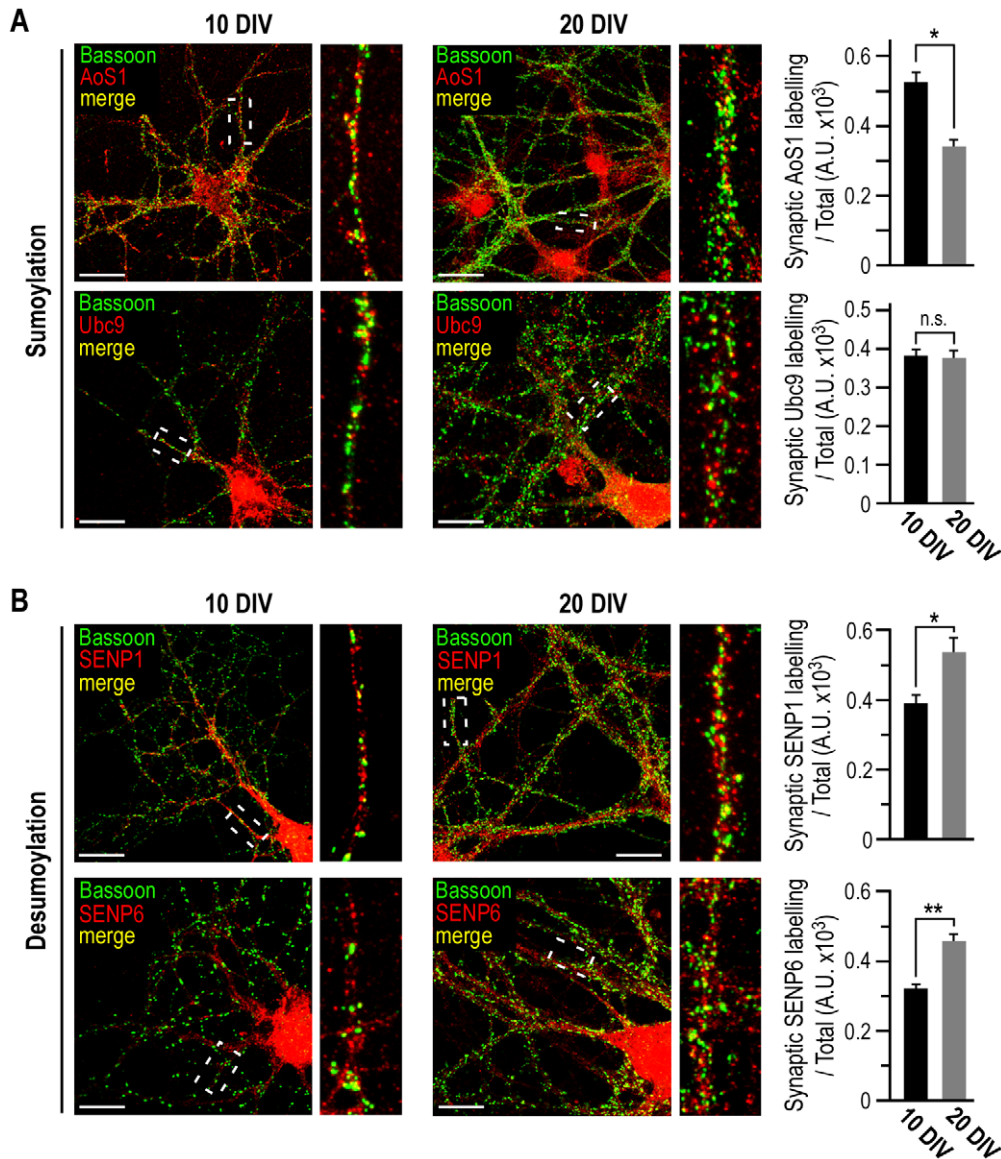 A
10 DIV
20 DIV
Sumoylation
Bassoon
AoS1
merge
Bassoon
AoS1
merge
Synaptic AoS1 labelling
/ Total (A.U. x10³)
0.6
0.4
0.2
0
*
Bassoon
Ubc9
merge
Bassoon
Ubc9
merge
Synaptic Ubc9 labelling
/ Total (A.U. x10³)
0.5
0.4
0.3
0.2
0.1
0
n.s.
10 DIV
20 DIV
B
10 DIV
20 DIV
Desumoylation
Bassoon
SENP1
merge
Bassoon
SENP1
merge
Synaptic SENP1 labelling
/ Total (A.U. x10³)
0.6
0.4
0.2
0
*
Bassoon
SENP6
merge
Bassoon
SENP6
merge
Synaptic SENP6 labelling
/ Total (A.U. x10³)
0.6
0.4
0.2
0
**
10 DIV
20 DIV